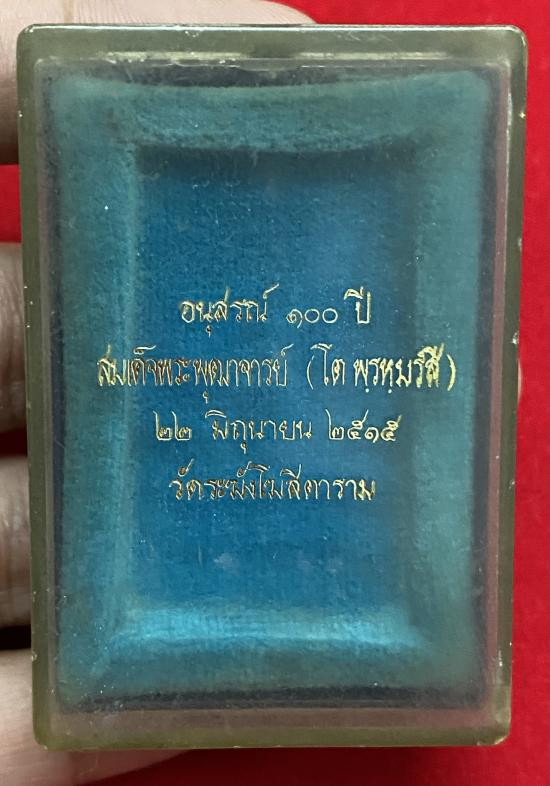 อนุสรณ์ ๑๐๐ ปี
สมเด็จพระพุฒาจารย์ (โต พฺรหฺมรํสี)
๒๒ มิถุนายน ๒๕๑๕
วัดระฆังโฆสิตาราม